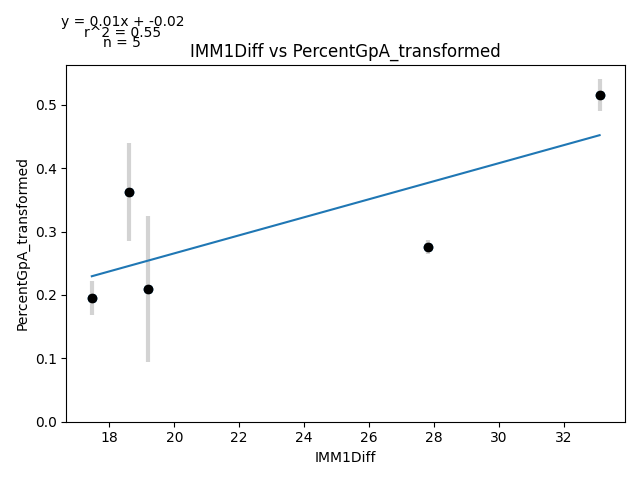 y = 0.01x + -0.02
r^2 = 0.55
n = 5
IMM1Diff vs PercentGpA_transformed
0.5
0.4
0.3
0.2
0.1
0.0
PercentGpA_transformed
18 20 22 24 26 28 30 32
IMM1Diff